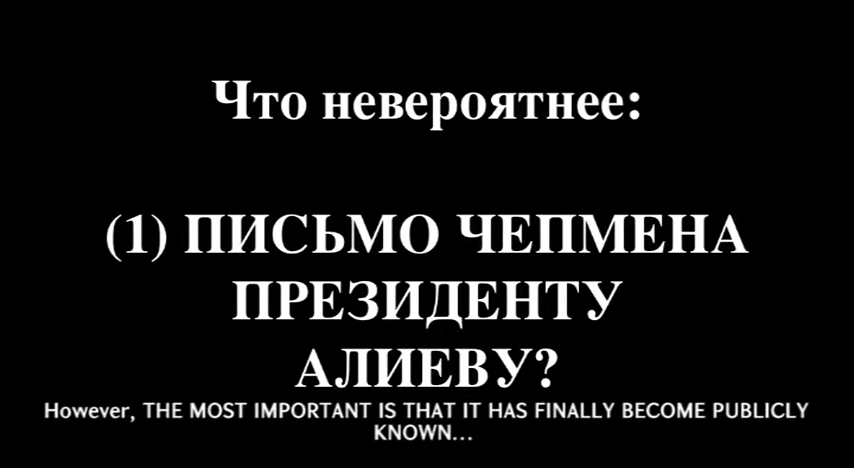 Что невероятнее:
(1) ПИСЬМО ЧЕПМЕНА
ПРЕЗИДЕНТУ
АЛИЕВУ?
However, THE MOST IMPORTANT IS THAT IT HAS FINALLY BECOME PUBLICLY
KNOWN...